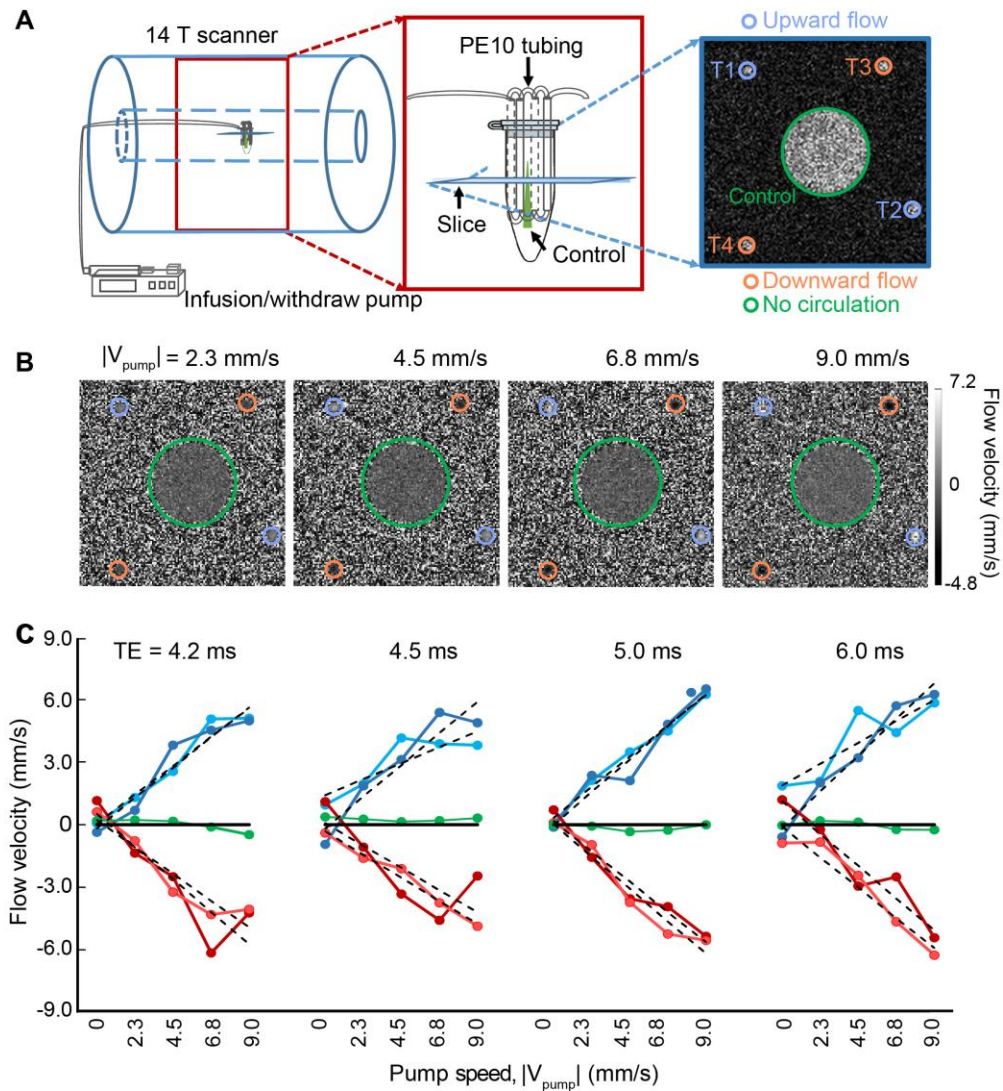 A
14 T scanner
PE10 tubing
Upward flow
T1
T3
Control
T2
T4
Slice
Control
Infusion/withdraw pump
Downward flow
No circulation
B
|Vpump| = 2.3 mm/s
4.5 mm/s
6.8 mm/s
9.0 mm/s
7.2
0
-4.8
Flow velocity (mm/s)
C
TE = 4.2 ms
4.5 ms
5.0 ms
6.0 ms
9.0
6.0
3.0
0
-3.0
-6.0
-9.0
Flow velocity (mm/s)
0 2.3 4.5 6.8 9.0
0 2.3 4.5 6.8 9.0
0 2.3 4.5 6.8 9.0
0 2.3 4.5 6.8 9.0
Pump speed, |Vpump| (mm/s)